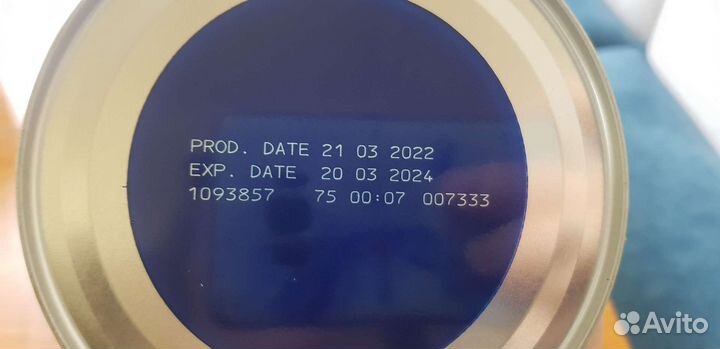 PROD. DATE 21 03 2022
EXP. DATE 20 03 2024
1093857 75 00:07 007333
Avito